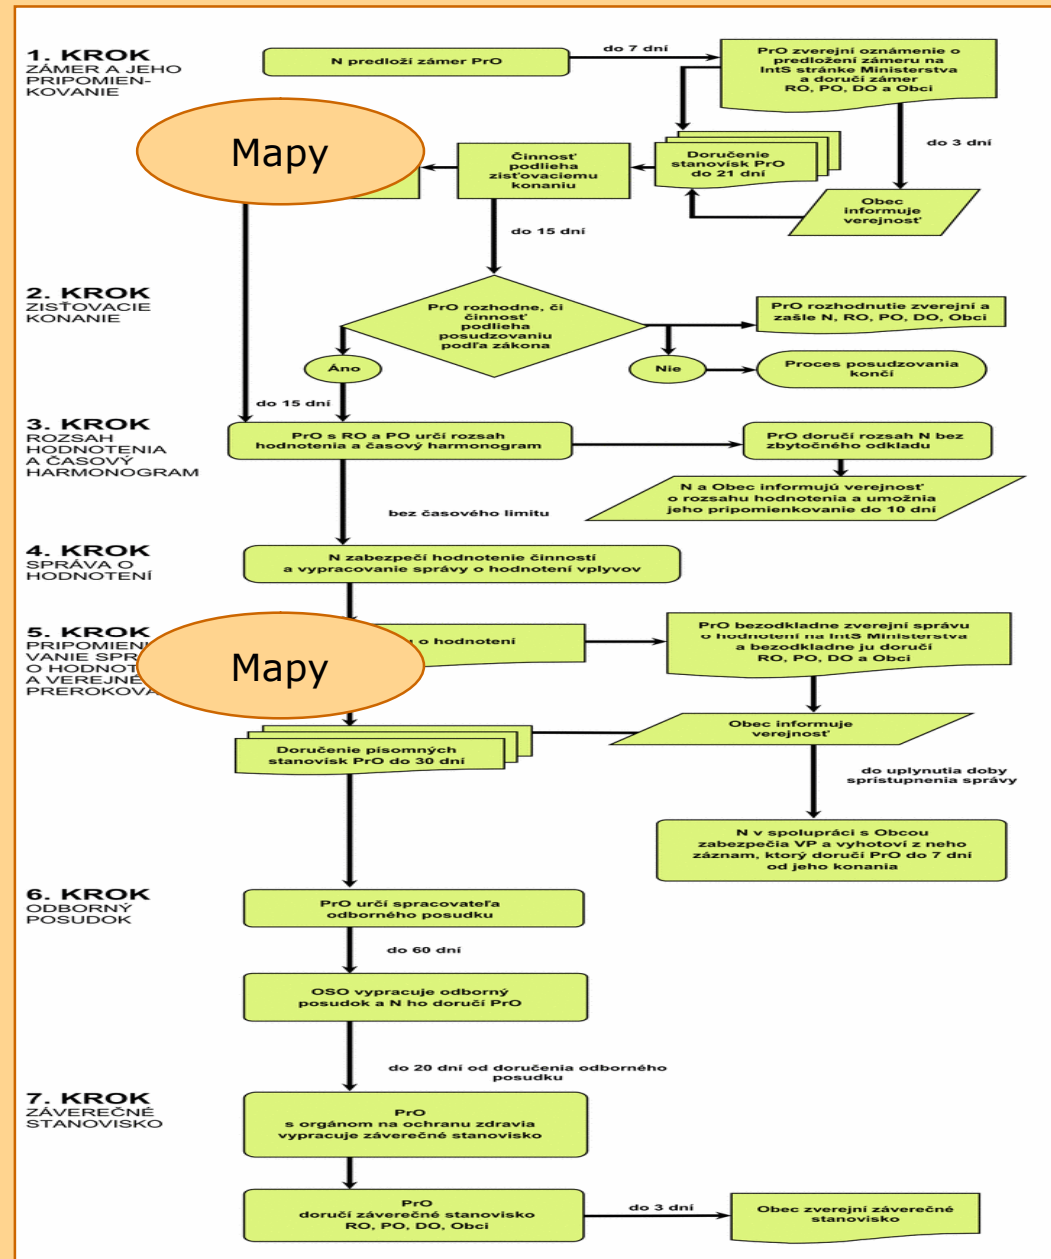 1. KROK
ZÁMER A JEHO
PRIPOMIEN-
KOVANIE
N predloží zámer PrO
do 7 dní
PrO zverejní oznámenie o
predložení zámeru na
IntS stránke Ministerstva
a doručí zámer
RO, PO, DO a Obci
do 3 dní
Mapy
Činnosť
podlieha
zisťovaciemu
konaniu
Doručenie
stanovísk PrO
do 21 dní
Obec
informuje
verejnosť
do 15 dní
2. KROK
ZISŤOVACIE
KONANIE
PrO rozhodne, či
činnosť
podlieha
posudzovaniu
podľa zákona
PrO rozhodnutie zverejní a
zašle N, RO, PO, DO, Obci
Áno
Nie
Proces posudzovania
končí
do 15 dní
3. KROK
ROZSAH
HODNOTENIA
A ČASOVÝ
HARMONOGRAM
PrO s RO a PO určí rozsah
hodnotenia a časový harmonogram
PrO doručí rozsah N bez
zbytočného odkladu
N a Obec informujú verejnosť
o rozsahu hodnotenia a umožnia
jeho pripomienkovanie do 10 dní
bez časového limitu
4. KROK
SPRÁVA O
HODNOTENÍ
N zabezpečí hodnotenie činností
a vypracovanie správy o hodnotení vplyvov
5. KROK
PRIPOMIEN
VANIE SPR
O HODNOT
A VEREJNÉ
PREROKOVA
Mapy
o hodnotení
PrO bezodkladne zverejní správu
o hodnotení na IntS Ministerstva
a bezodkladne ju doručí
RO, PO, DO a Obci
Obec informuje
verejnosť
Doručenie písomných
stanovísk PrO do 30 dní
do uplynutia doby
sprístupnenia správy
N v spolupráci s Obcou
zabezpečia VP a vyhotoví z neho
záznam, ktorý doručí PrO do 7 dní
od jeho konania
6. KROK
ODBORNÝ
POSUDOK
PrO určí spracovateľa
odborného posudku
do 60 dní
OSO vypracuje odborný
posudok a N ho doručí PrO
do 20 dní od doručenia odborného
posudku
7. KROK
ZÁVEREČNÉ
STANOVISKO
PrO
s orgánom na ochranu zdravia
vypracuje záverečné stanovisko
PrO
doručí záverečné stanovisko
RO, PO, DO, Obci
do 3 dní
Obec zverejní záverečné
stanovisko